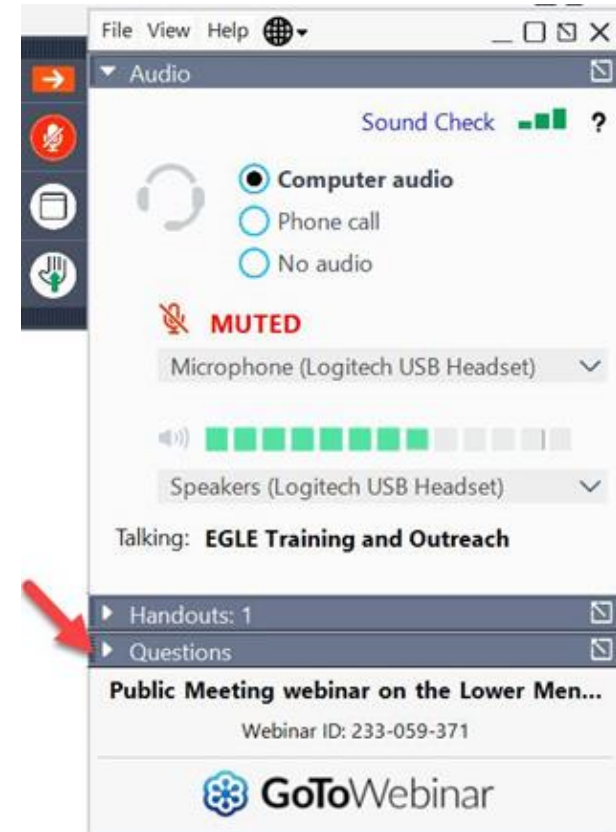 File View Help
Audio
Sound Check ?
Computer audio
Phone call
No audio
MUTED
Microphone (Logitech USB Headset)
Speakers (Logitech USB Headset)
Talking: EGLE Training and Outreach
Handouts: 1
Questions
Public Meeting webinar on the Lower Men...
Webinar ID: 233-059-371
GoToWebinar